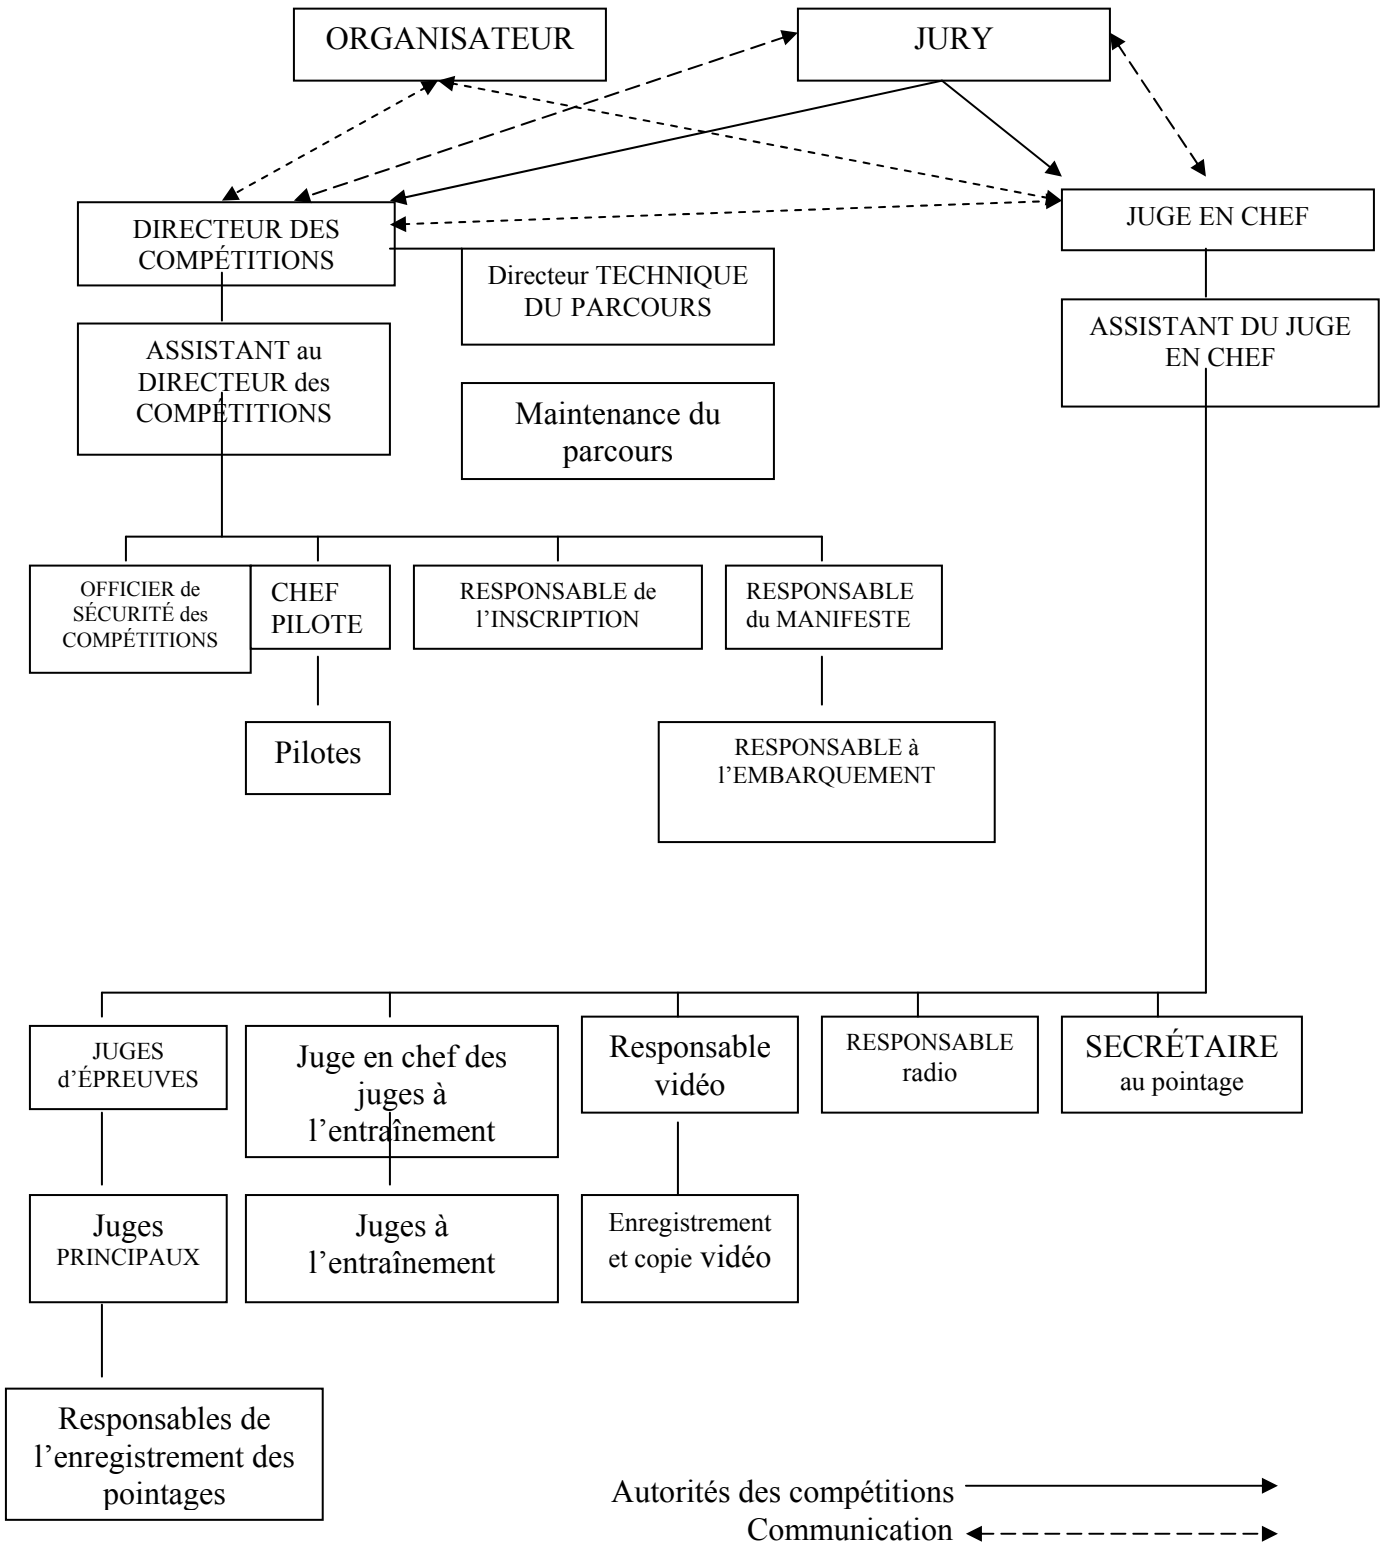 ORGANISATEUR
JURY
DIRECTEUR DES
COMPÉTITIONS
JUGE EN CHEF
Directeur TECHNIQUE
DU PARCOURS
ASSISTANT au
DIRECTEUR des
COMPÉTITIONS
ASSISTANT DU JUGE
EN CHEF
Maintenance du
parcours
OFFICIER de
SÉCURITÉ des
COMPÉTITIONS
CHEF
PILOTE
RESPONSABLE de
l’INSCRIPTION
RESPONSABLE
du MANIFESTE
Pilotes
RESPONSABLE à
l’EMBARQUEMENT
JUGES
d’ÉPREUVES
Juge en chef des
juges à
l’entraînement
Responsable
vidéo
RESPONSABLE
radio
SECRÉTAIRE
au pointage
Juges
PRINCIPAUX
Juges à
l’entraînement
Enregistrement
et copie vidéo
Responsables de
l’enregistrement des
pointages
Autorités des compétitions
Communication